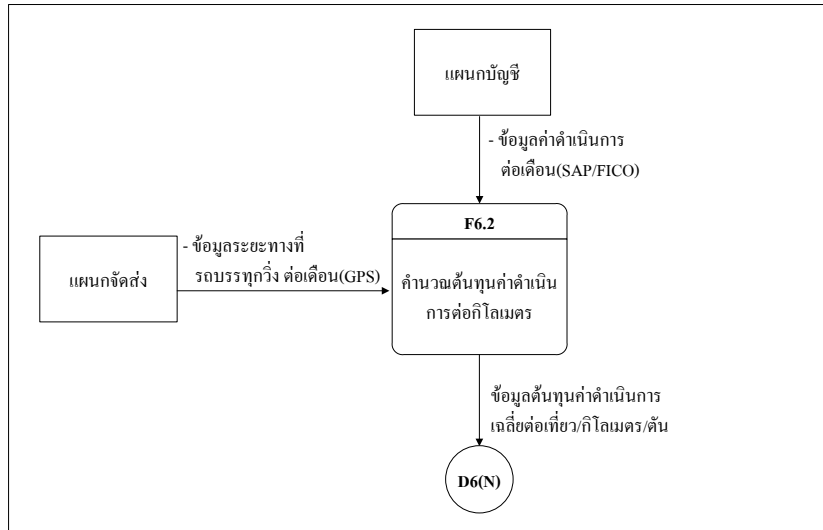 แผนกบัญชี
- ข้อมูลค่าดำเนินการ
ต่อเดือน(SAP/FICO)
F6.2
แผนกจัดส่ง
- ข้อมูลระยะทางที่
รถบรรทุกวิ่ง ต่อเดือน(GPS)
คำนวณต้นทุนค่าดำเนิน
การต่อกิโลเมตร
ข้อมูลต้นทุนค่าดำเนินการ
เฉลี่ยต่อเที่ยว/กิโลเมตร/ตัน
D6(N)